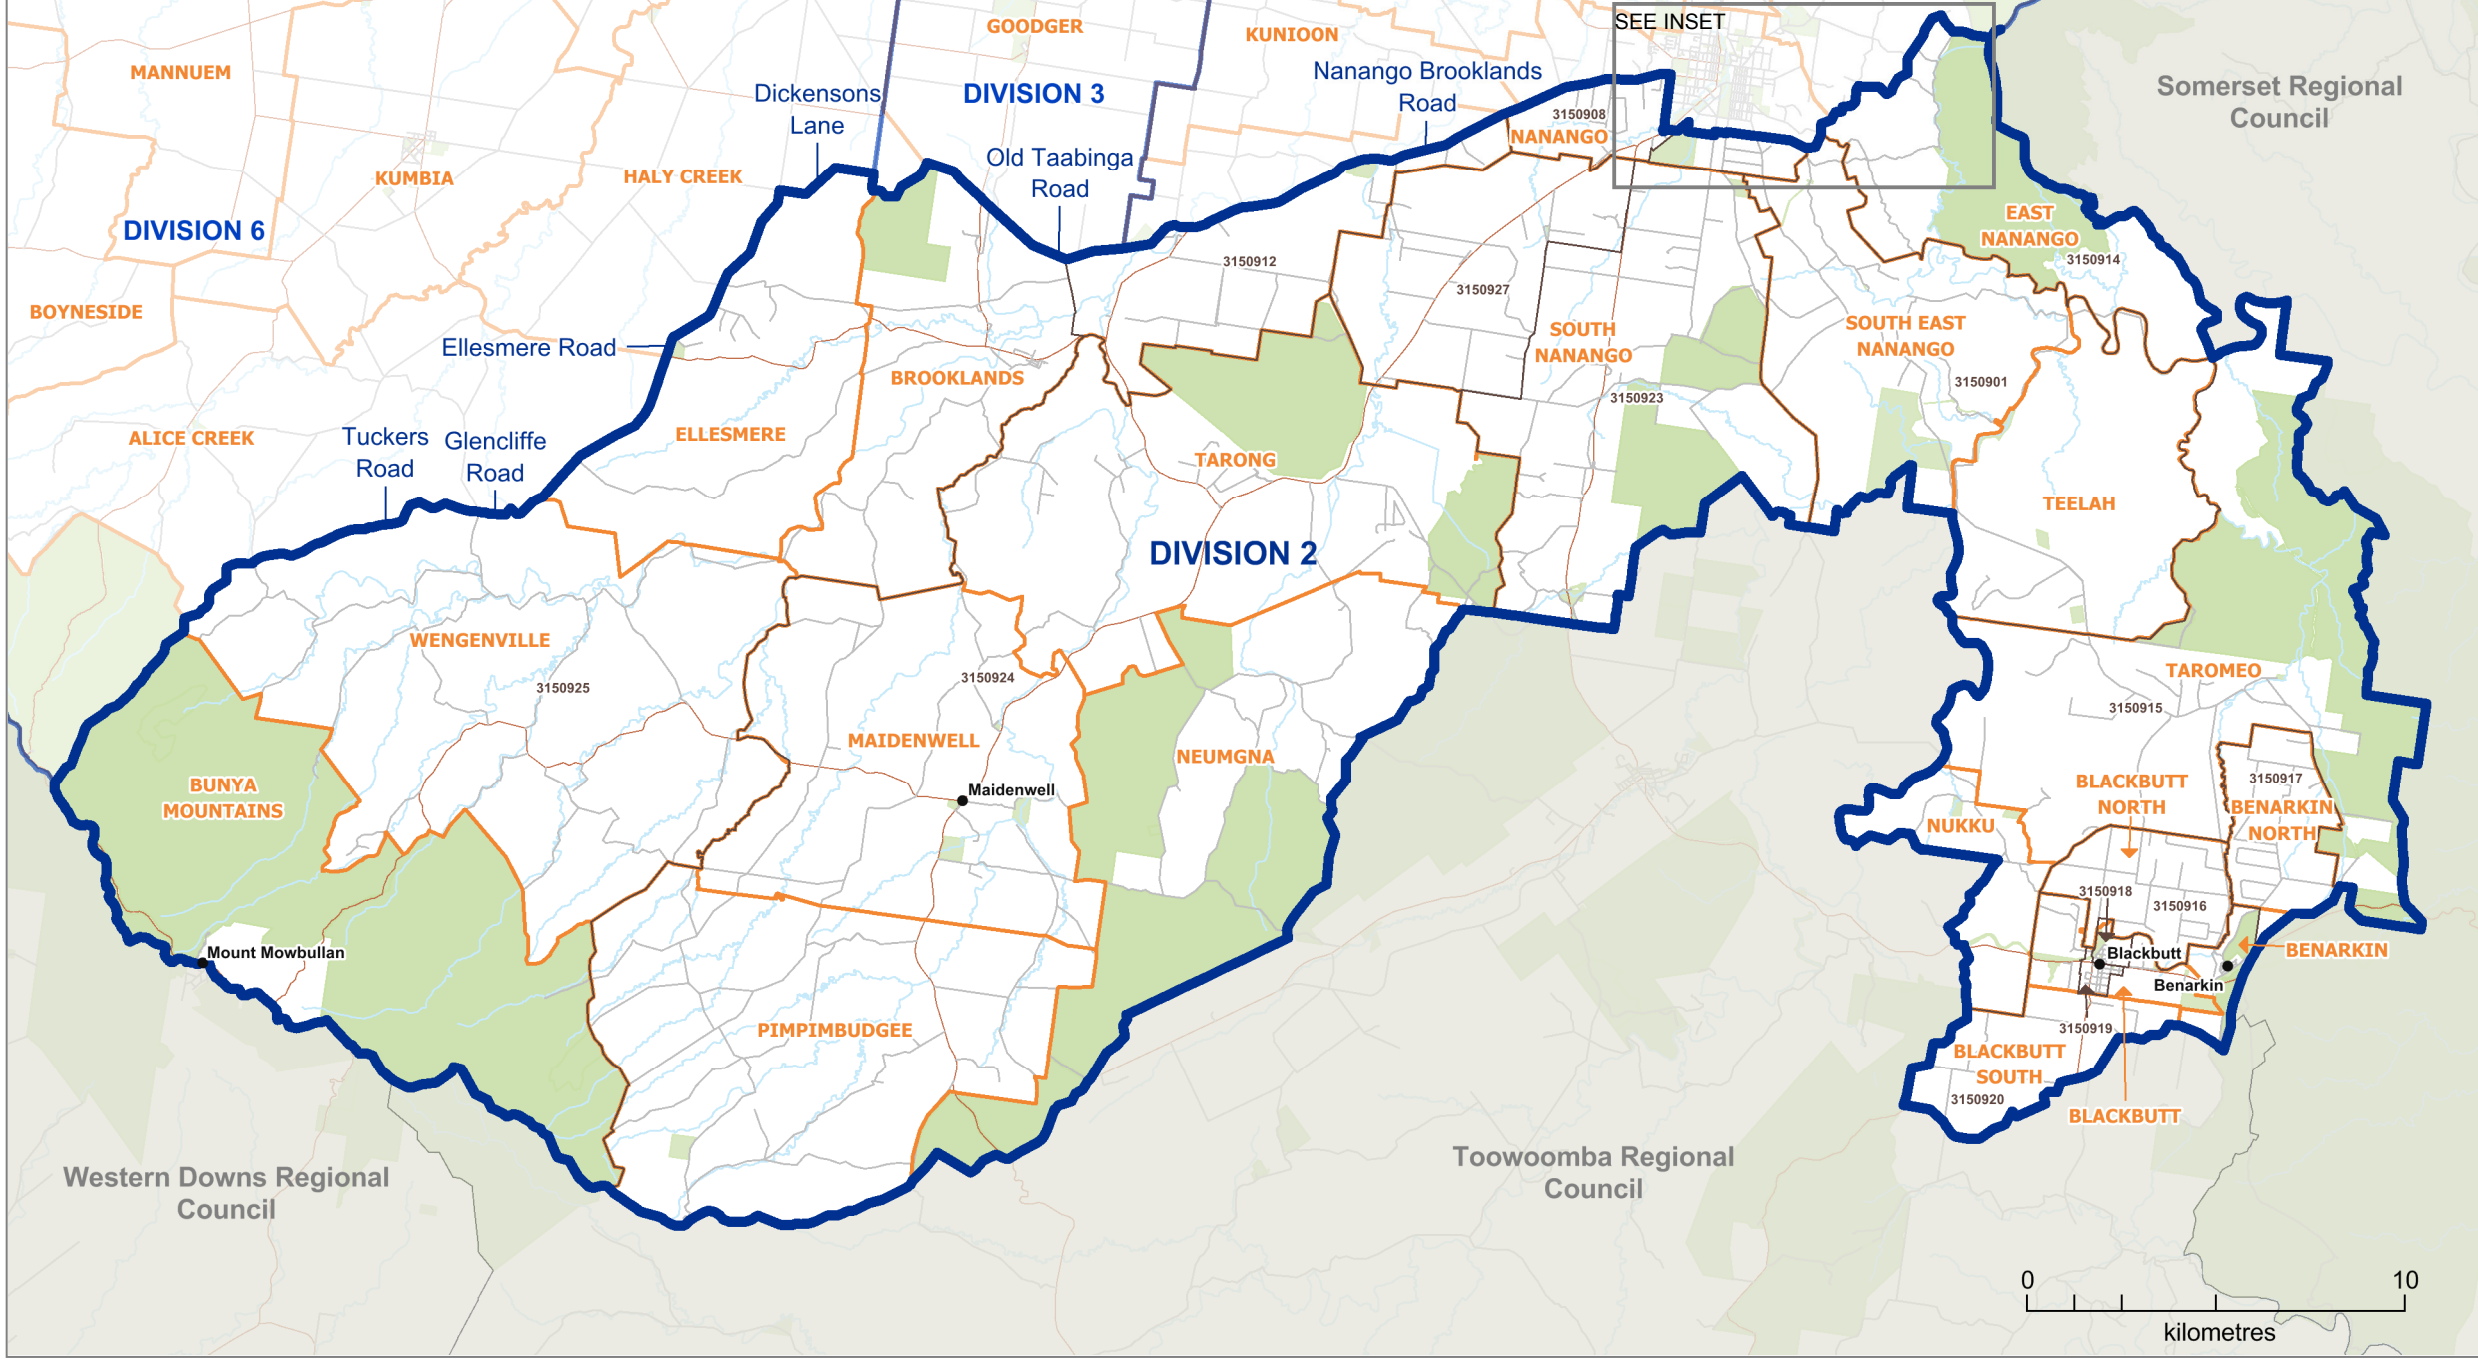 SEE INSET
GOODGER
KUNIOON
MANNUEM
Nanango Brooklands
Road
Somerset Regional
Council
Dickensons
Lane
DIVISION 3
3150908
NANANGO
Old Taabinga
Road
KUMBIA
HALY CREEK
DIVISION 6
EAST
NANANGO
3150914
3150912
3150927
BOYNESIDE
Ellesmere Road
SOUTH
NANANGO
SOUTH EAST
NANANGO
BROOKLANDS
3150901
3150923
ALICE CREEK
Tuckers
Road
Glencliffe
Road
ELLESMERE
TARONG
TEELAH
DIVISION 2
WENGENVILLE
3150925
3150924
TAROMEO
3150915
MAIDENWELL
NEUMGNA
Maidenwell
BUNYA
MOUNTAINS
BLACKBUTT
NORTH
3150917
BENARKIN
NORTH
NUKKU
3150918
3150916
Mount Mowbullan
Blackbutt
BENARKIN
Benarkin
PIMPIMBUDGEE
3150919
BLACKBUTT
SOUTH
3150920
BLACKBUTT
Western Downs Regional
Council
Toowoomba Regional
Council
0 10
kilometres